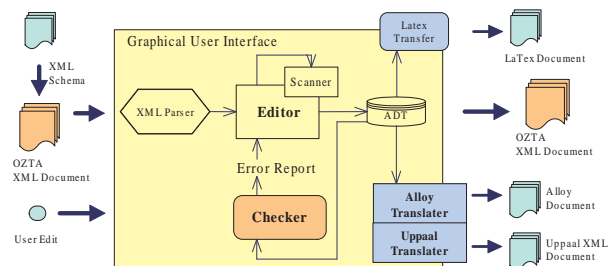 XML
Schema
OZTA
XML Document
User Edit
Graphical User Interface
XML Parser
Editor
Scanner
Error Report
Checker
ADT
Latex
Transfer
Alloy
Translater
Uppaal
Translater
LaTex Document
OZTA
XML Document
Alloy
Document
Uppaal XML
Document